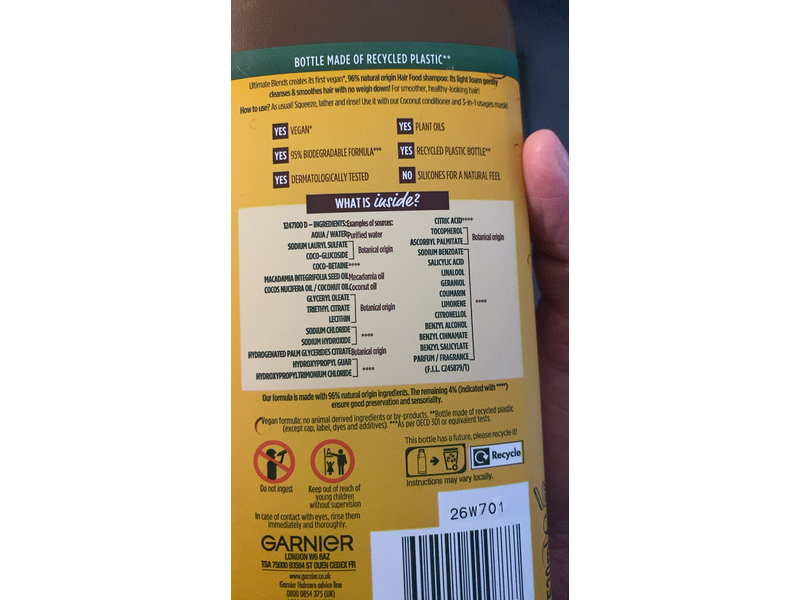 BOTTLE MADE OF RECYCLED PLASTIC**
Ultimate Blends creates its first vegan*, 96% natural origin Hair Food shampoo: Its light foam gently
cleanses & smoothes hair with no weigh down! For smoother, healthy-looking hair!
How to use? As usual! Squeeze, lather and rinse! Use it with our Coconut conditioner and 3-in-1 usages mask!
YES VEGAN*
YES PLANT OILS
YES 95% BIODEGRADABLE FORMULA***
YES RECYCLED PLASTIC BOTTLE**
YES DERMATOLOGICALLY TESTED
NO SILICONES FOR A NATURAL FEEL
WHAT IS inside?
1247100 D – INGREDIENTS: Examples of sources:
AQUA / WATER Purified water
SODIUM LAURYL SULFATE
COCO-GLUCOSIDE
Botanical origin
COCO-BETAINE ****
MACADAMIA INTEGRIFOLIA SEED OIL Macadamia oil
COCOS NUCIFERA OIL / COCONUT OIL Coconut oil
GLYCERYL OLEATE
TRIETHYL CITRATE
LECITHIN
Botanical origin
SODIUM CHLORIDE
SODIUM HYDROXIDE
****
HYDROGENATED PALM GLYCERIDES CITRATE Botanical origin
HYDROXYPROPYL GUAR
HYDROXYPROPYLTRIMONIUM CHLORIDE
****
CITRIC ACID ****
TOCOPHEROL
ASCORBYL PALMITATE
Botanical origin
SODIUM BENZOATE
SALICYLIC ACID
LINALOOL
GERANIOL
COUMARIN
LIMONENE
CITRONELLOL
BENZYL ALCOHOL
BENZYL CINNAMATE
BENZYL SALICYLATE
PARFUM / FRAGRANCE
****
(F.I.L. C245879/1)
Our formula is made with 96% natural origin ingredients. The remaining 4% (indicated with ****)
ensure good preservation and sensoriality.
*Vegan formula: no animal derived ingredients or by-products. **Bottle made of recycled plastic
(except cap, label, dyes and additives). ***As per OECD 301 or equivalent tests.
Do not ingest
Keep out of reach of
young children
without supervision
This bottle has a future, please recycle it!
Recycle
Instructions may vary locally.
In case of contact with eyes, rinse them
immediately and thoroughly.
26W701
GARNIER
LONDON W6 8AZ
TSA 75000 93584 ST OUEN CEDEX FR
www.garnier.co.uk
Garnier Haircare advice line
0800 0854 375 (UK)